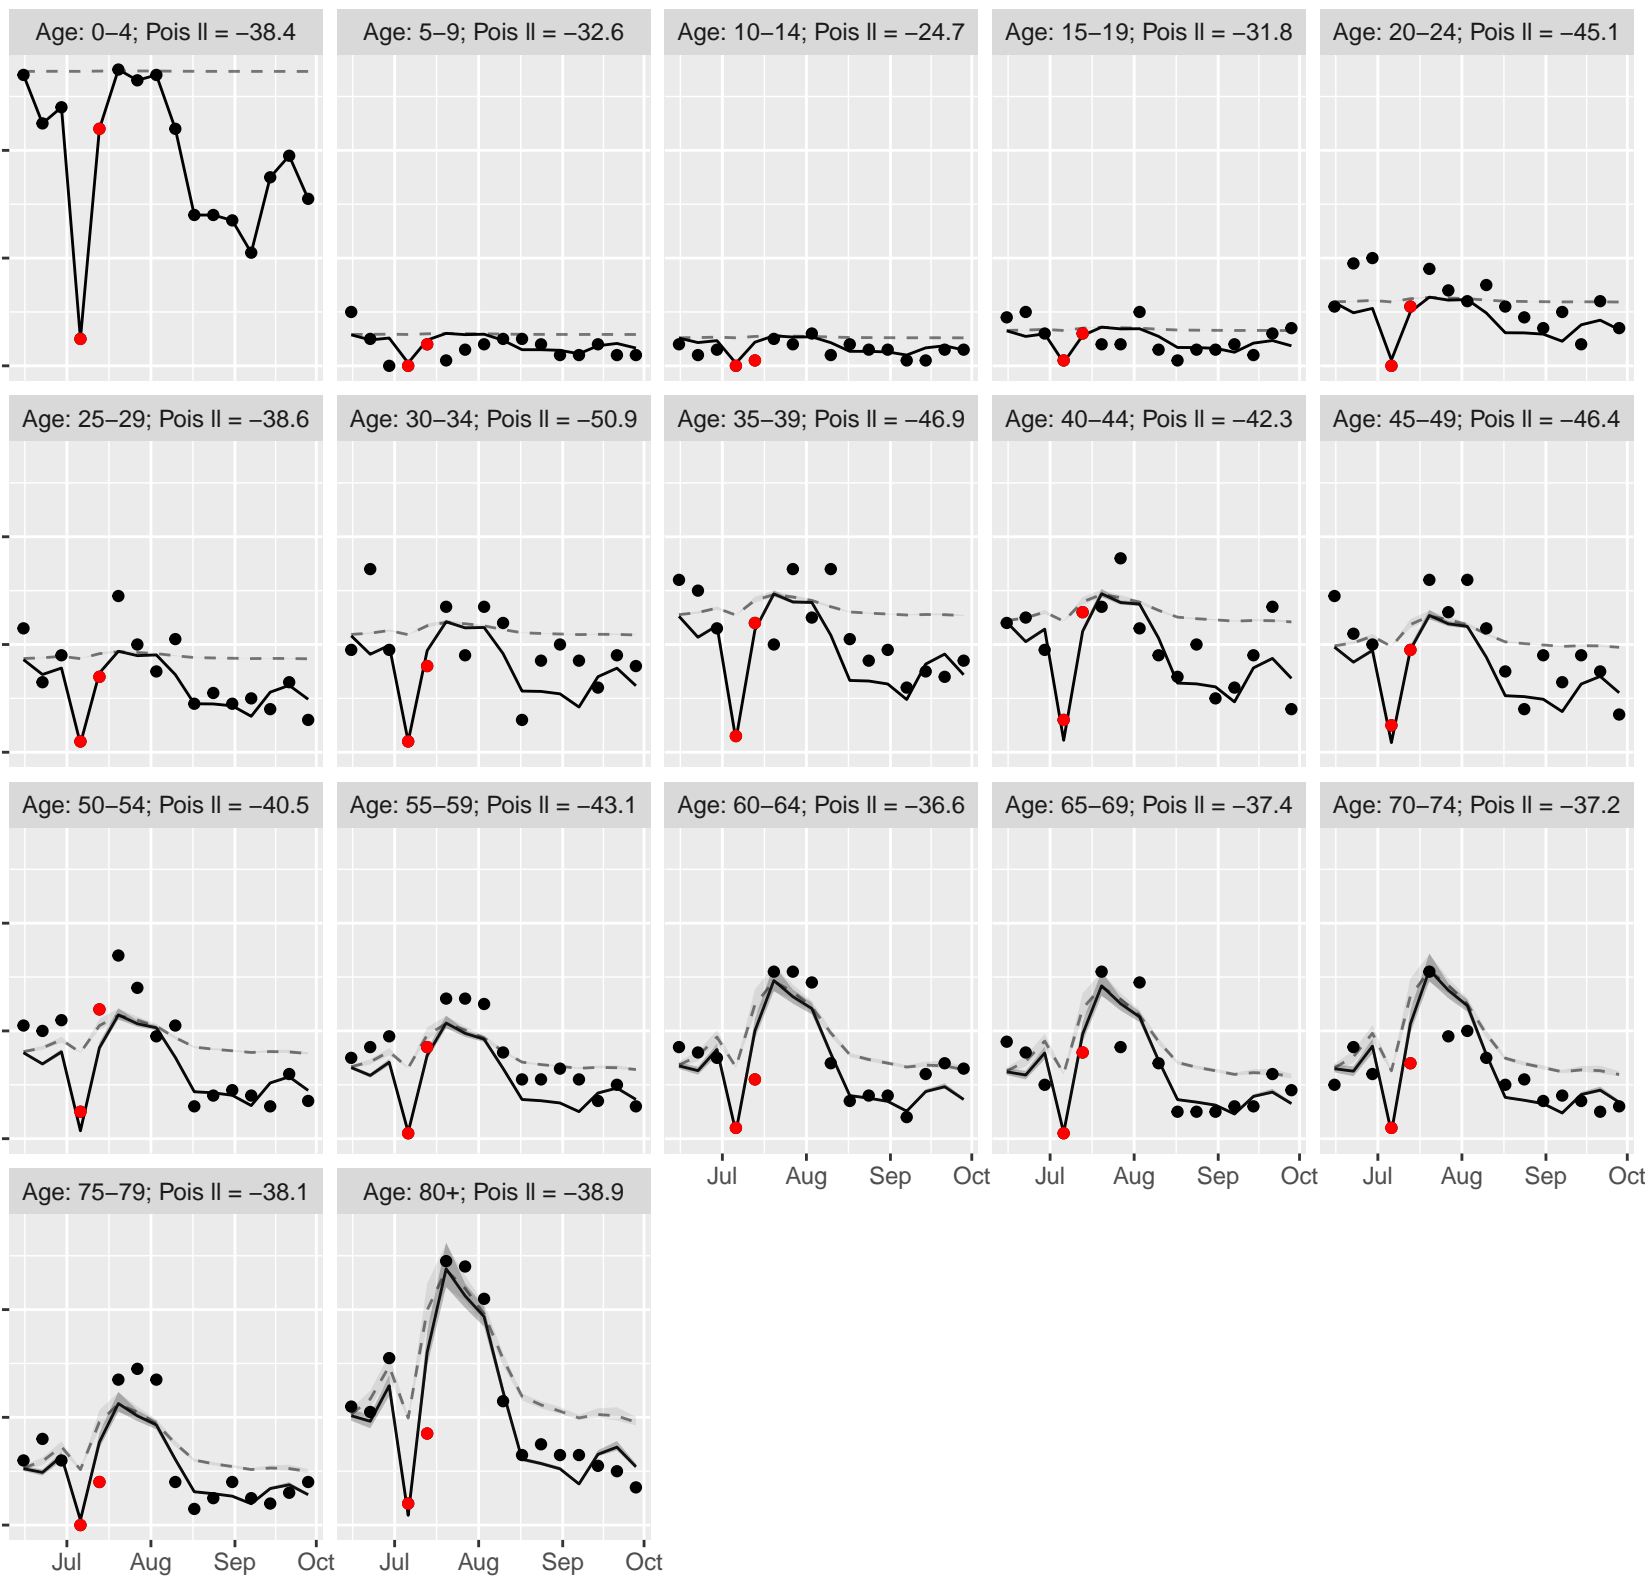 Age: 0−4; Pois ll = −38.4
Age: 5−9; Pois ll = −32.6
Age: 10−14; Pois ll = −24.7
Age: 15−19; Pois ll = −31.8
Age: 20−24; Pois ll = −45.1
Age: 25−29; Pois ll = −38.6
Age: 30−34; Pois ll = −50.9
Age: 35−39; Pois ll = −46.9
Age: 40−44; Pois ll = −42.3
Age: 45−49; Pois ll = −46.4
Age: 50−54; Pois ll = −40.5
Age: 55−59; Pois ll = −43.1
Age: 60−64; Pois ll = −36.6
Age: 65−69; Pois ll = −37.4
Age: 70−74; Pois ll = −37.2
Jul Aug Sep Oct
Jul Aug Sep Oct
Jul Aug Sep Oct
Age: 75−79; Pois ll = −38.1
Age: 80+; Pois ll = −38.9
Jul Aug Sep Oct
Jul Aug Sep Oct